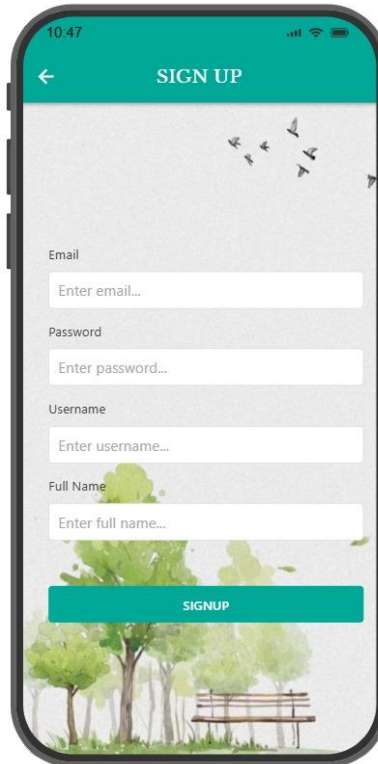 10:47
SIGN UP
Email
Enter email...
Password
Enter password...
Username
Enter username...
Full Name
Enter full name...
SIGNUP